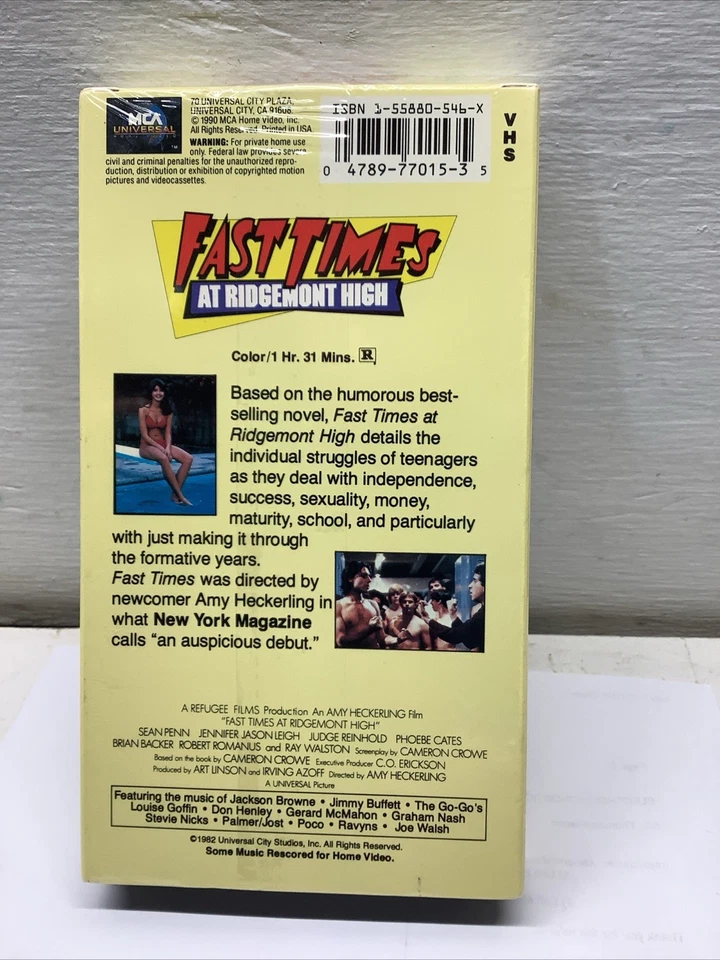 MCA
UNIVERSAL
TM
70 UNIVERSAL CITY PLAZA,
UNIVERSAL CITY, CA 91608.
© 1990 MCA Home video, Inc.
All Rights Reserved. Printed in USA
WARNING: For private home use
only. Federal law provides severe
civil and criminal penalties for the unauthorized repro-
duction, distribution or exhibition of copyrighted motion
pictures and videocassettes.
ISBN 1-55880-546-X
0 4789-77015-3 5
VHS
FAST TIMES
AT RIDGEMONT HIGH
Color/1 Hr. 31 Mins. R
Based on the humorous best-
selling novel, Fast Times at
Ridgemont High details the
individual struggles of teenagers
as they deal with independence,
success, sexuality, money,
maturity, school, and particularly
with just making it through
the formative years.
Fast Times was directed by
newcomer Amy Heckerling in
what New York Magazine
calls “an auspicious debut.”
A REFUGEE FILMS Production An AMY HECKERLING Film
"FAST TIMES AT RIDGEMONT HIGH"
SEAN PENN JENNIFER JASON LEIGH JUDGE REINHOLD PHOEBE CATES
BRIAN BACKER ROBERT ROMANUS and RAY WALSTON Screenplay by CAMERON CROWE
Based on the book by CAMERON CROWE Executive Producer C.O. ERICKSON
Produced by ART LINSON and IRVING AZOFF Directed by AMY HECKERLING
A UNIVERSAL Picture
Featuring the music of Jackson Browne • Jimmy Buffett • The Go-Go's
Louise Goffin • Don Henley • Gerard McMahon • Graham Nash
Stevie Nicks • Palmer/Jost • Poco • Ravyns • Joe Walsh
©1982 Universal City Studios, Inc. All Rights Reserved.
Some Music Rescored for Home Video.